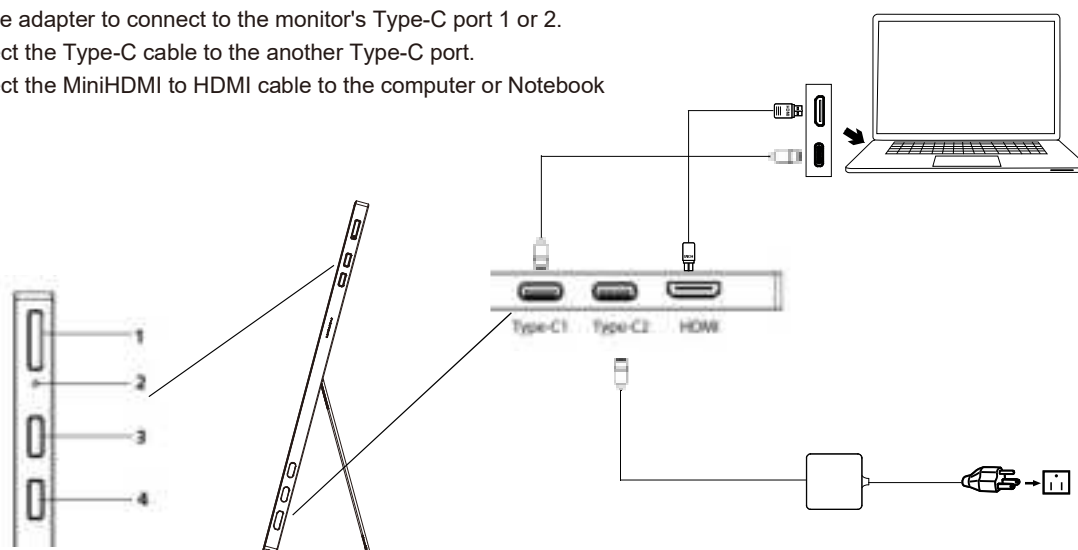 e adapter to connect to the monitor's Type-C port 1 or 2.
ct the Type-C cable to the another Type-C port.
ct the MiniHDMI to HDMI cable to the computer or Notebook
HDMI
HDMI
Type-C1 Type-C2 HDMI
1
2
3
4